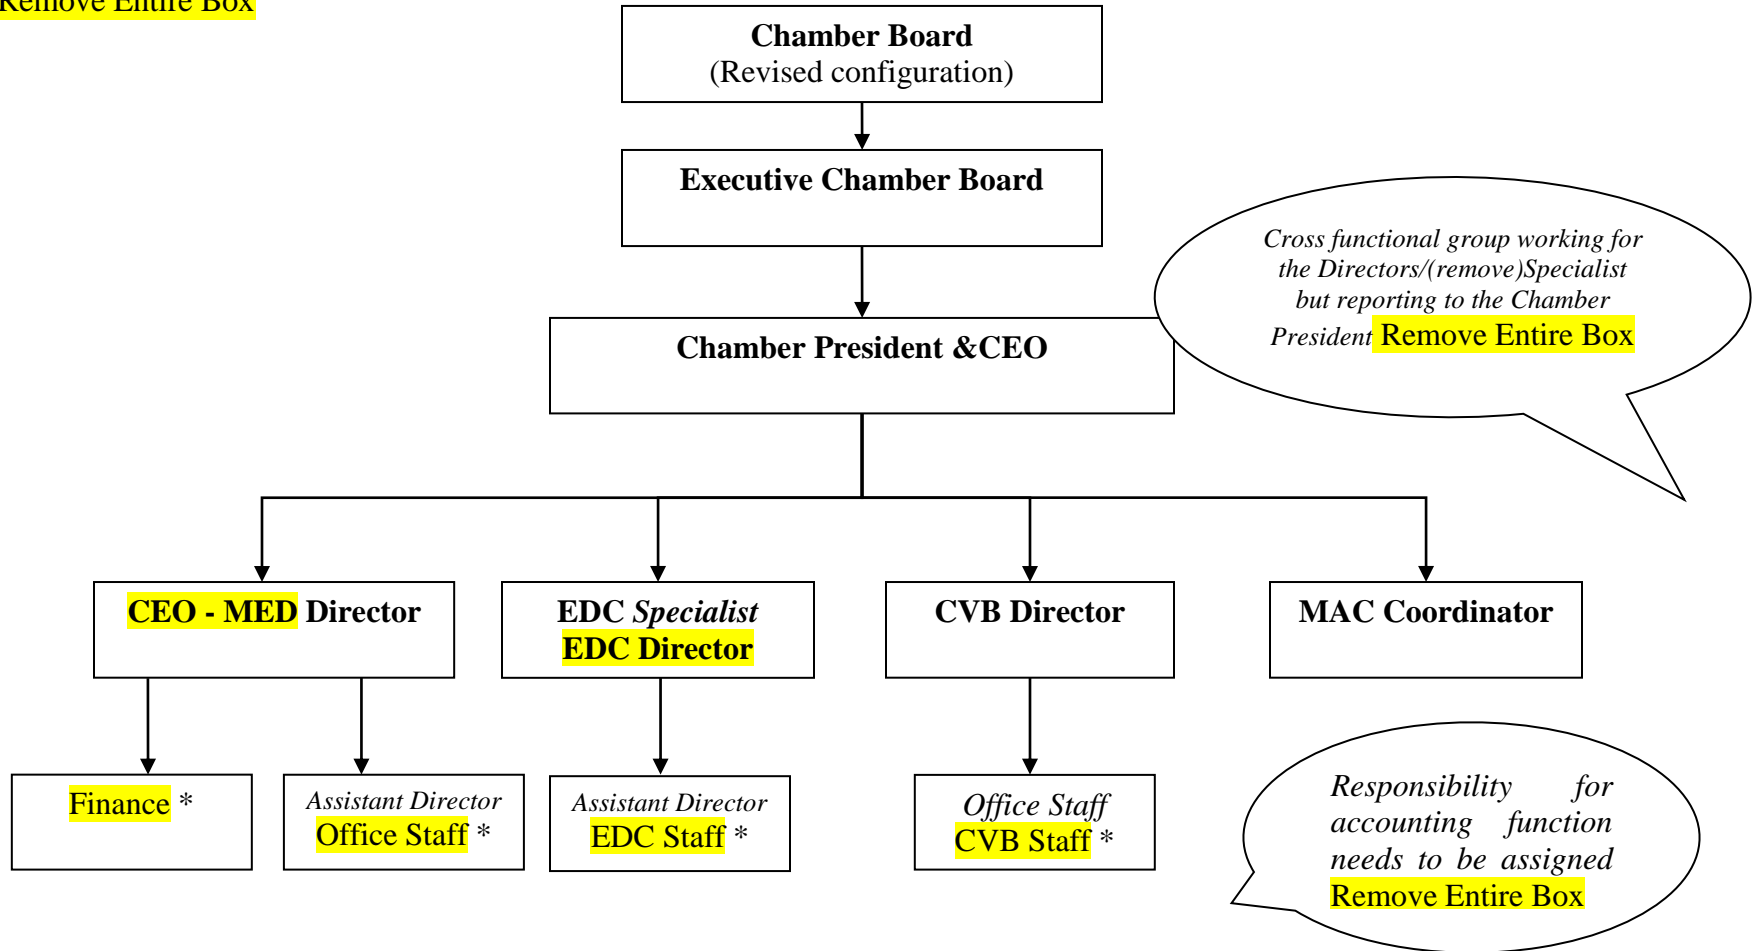 Remove Entire Box
Chamber Board
(Revised configuration)
Executive Chamber Board
Cross functional group working for
the Directors/(remove)Specialist
but reporting to the Chamber
President Remove Entire Box
Chamber President &CEO
CEO - MED Director
EDC Specialist
EDC Director
CVB Director
MAC Coordinator
Finance *
Assistant Director
Office Staff *
Assistant Director
EDC Staff *
Office Staff
CVB Staff *
Responsibility for
accounting function
needs to be assigned
Remove Entire Box